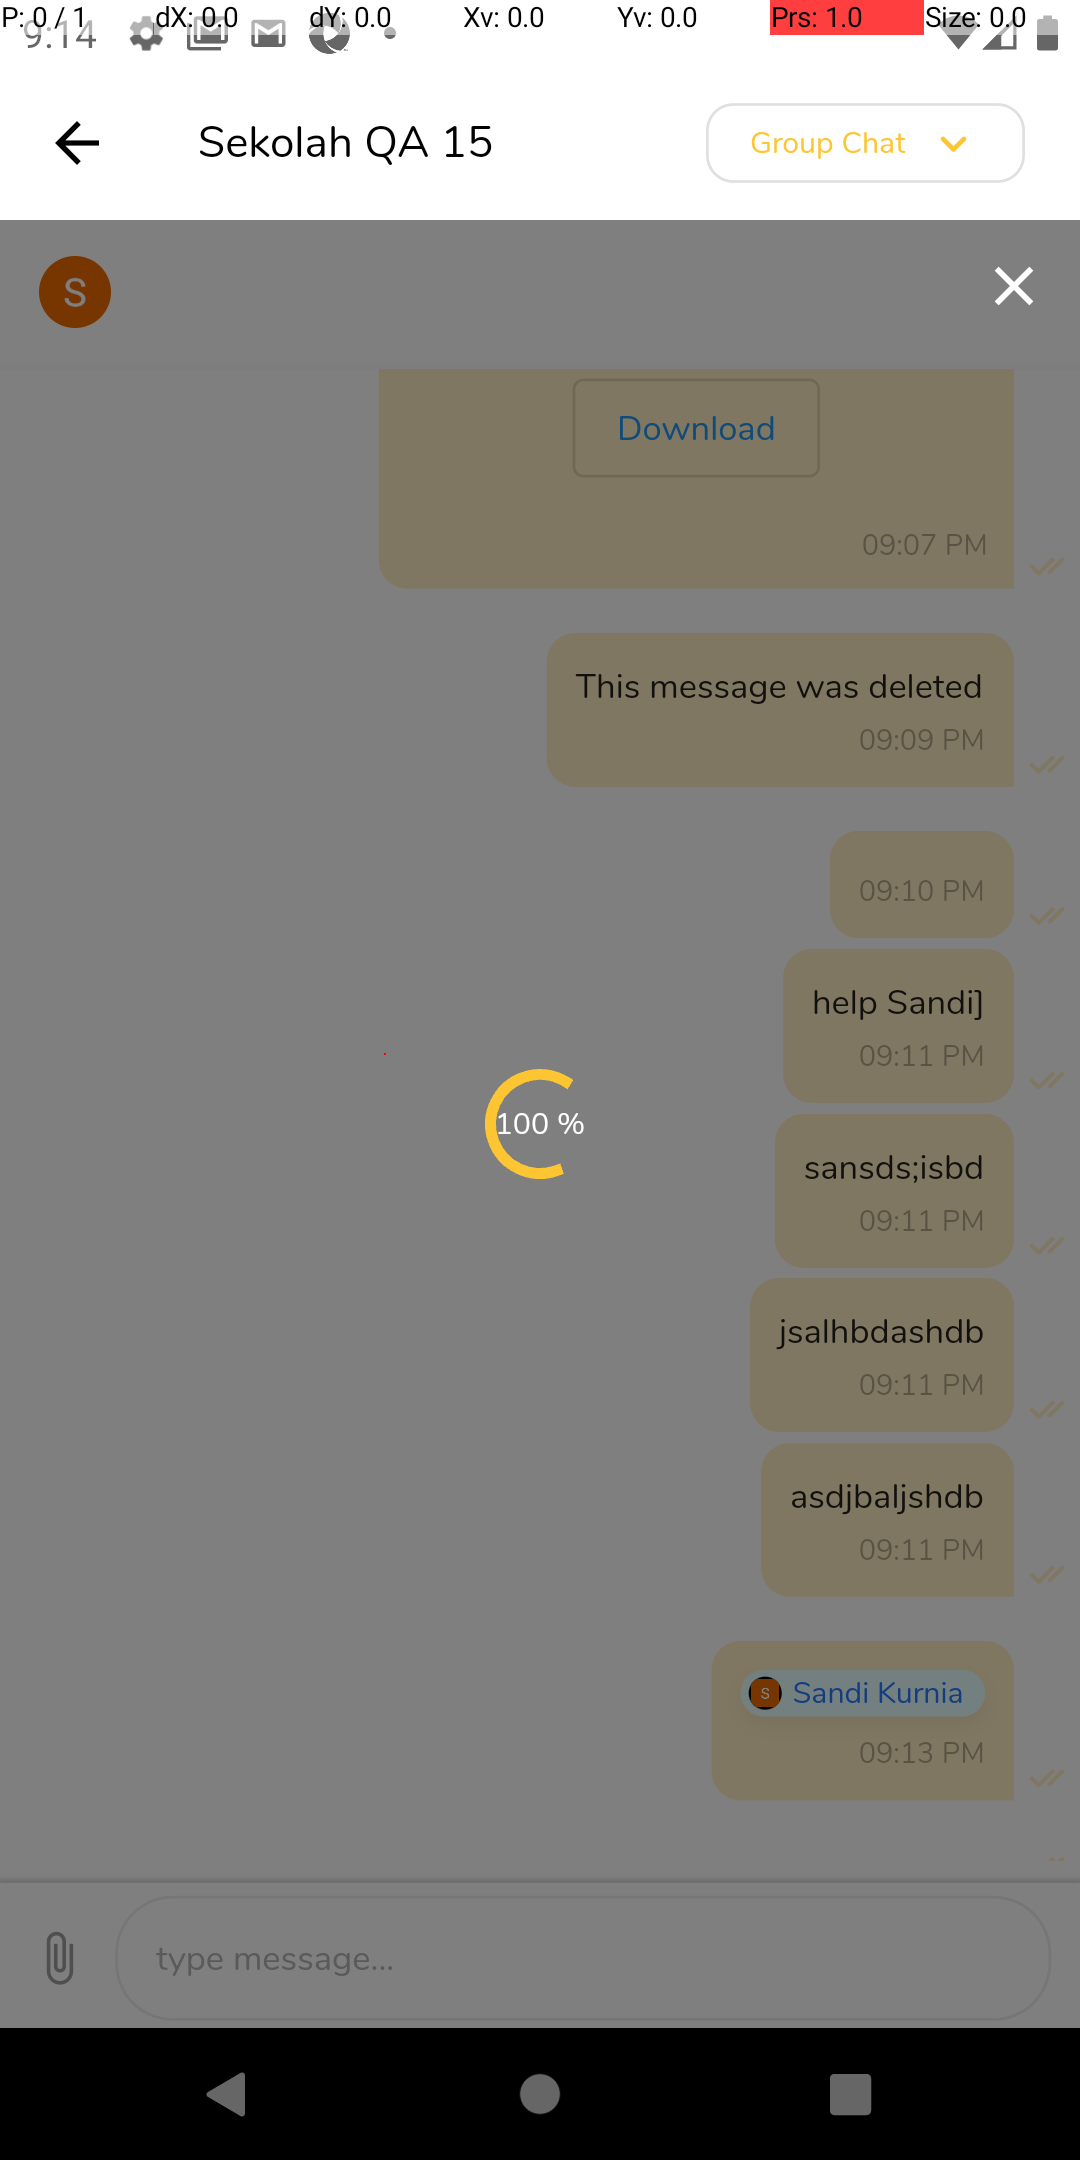 P: 0 / 1 dX: 0.0 dY: 0.0 Xv: 0.0 Yv: 0.0 Prs: 1.0 Size: 0.0
9:14
Sekolah QA 15 Group Chat
S
Download
09:07 PM
This message was deleted
09:09 PM
09:10 PM
help Sandi]
09:11 PM
100 %
sansds;isbd
09:11 PM
jsalhbdashdb
09:11 PM
asdjbaljshdb
09:11 PM
S Sandi Kurnia
09:13 PM
type message...